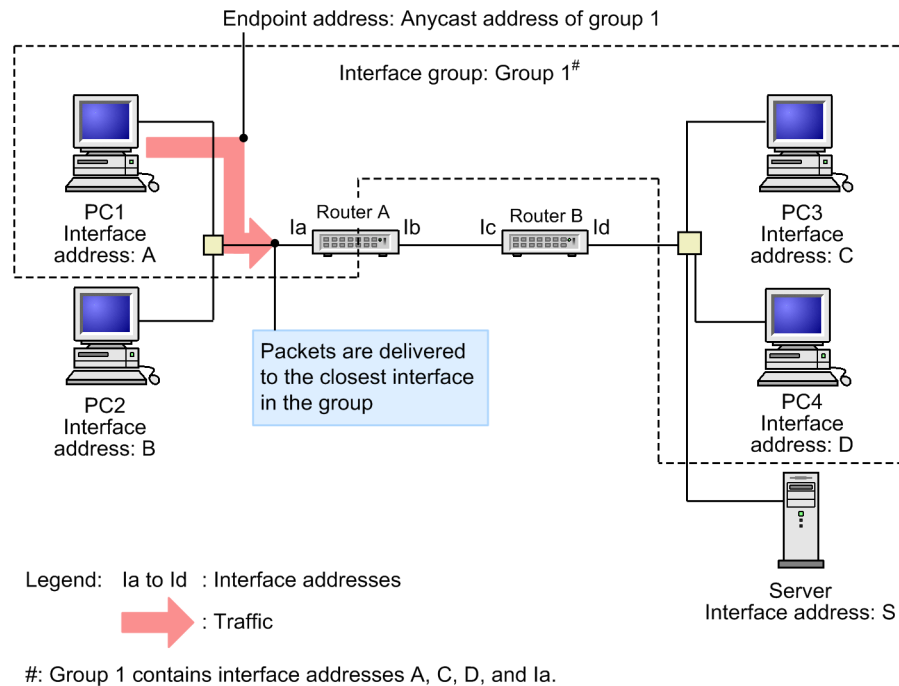 Endpoint address: Anycast address of group 1
Interface group: Group 1#
PC1
Interface
address: A
PC2
Interface
address: B
Ia
Router A
Ib
Ic
Router B
Id
PC3
Interface
address: C
PC4
Interface
address: D
Packets are delivered
to the closest interface
in the group
Server
Interface address: S
Legend: Ia to Id : Interface addresses
: Traffic
#: Group 1 contains interface addresses A, C, D, and Ia.